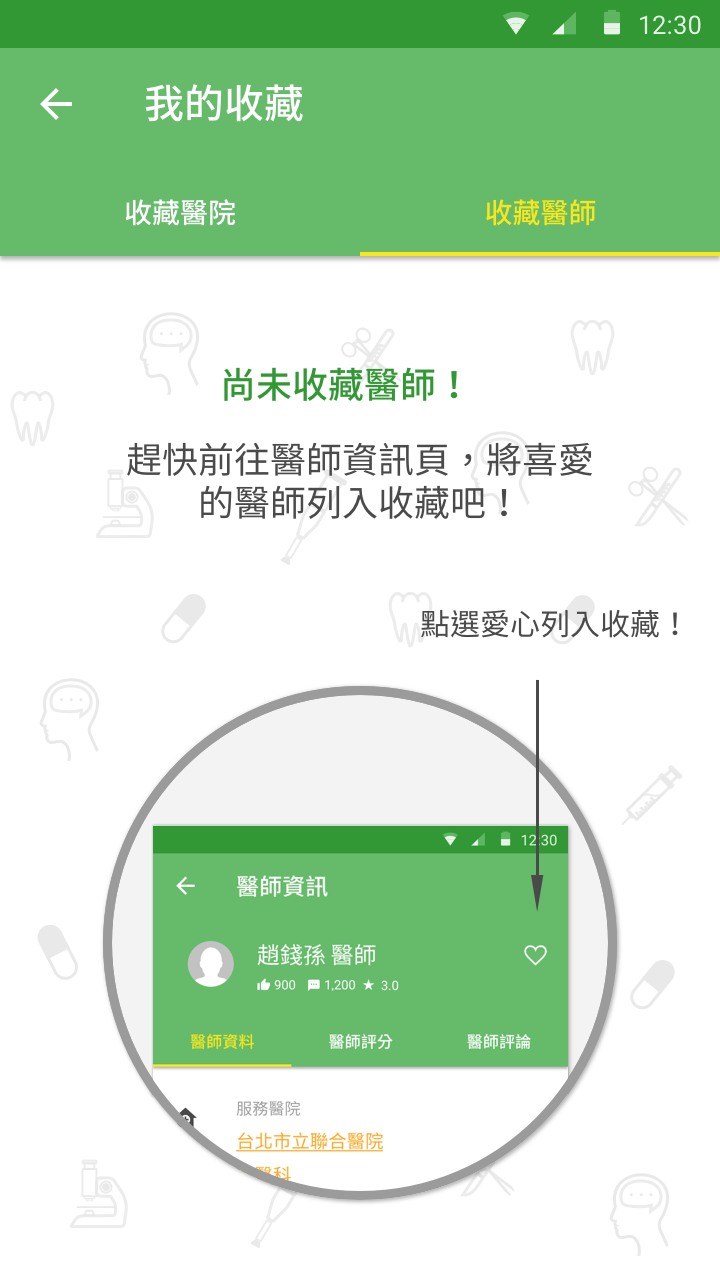 12:30
我的收藏
收藏醫院
收藏醫師
尚未收藏醫師！
趕快前往醫師資訊頁，將喜愛
的醫師列入收藏吧！
點選愛心列入收藏！
12:30
醫師資訊
趙錢孫 醫師
900 1,200 3.0
醫師資料
醫師評分
醫師評論
服務醫院
台北市立聯合醫院
醫科